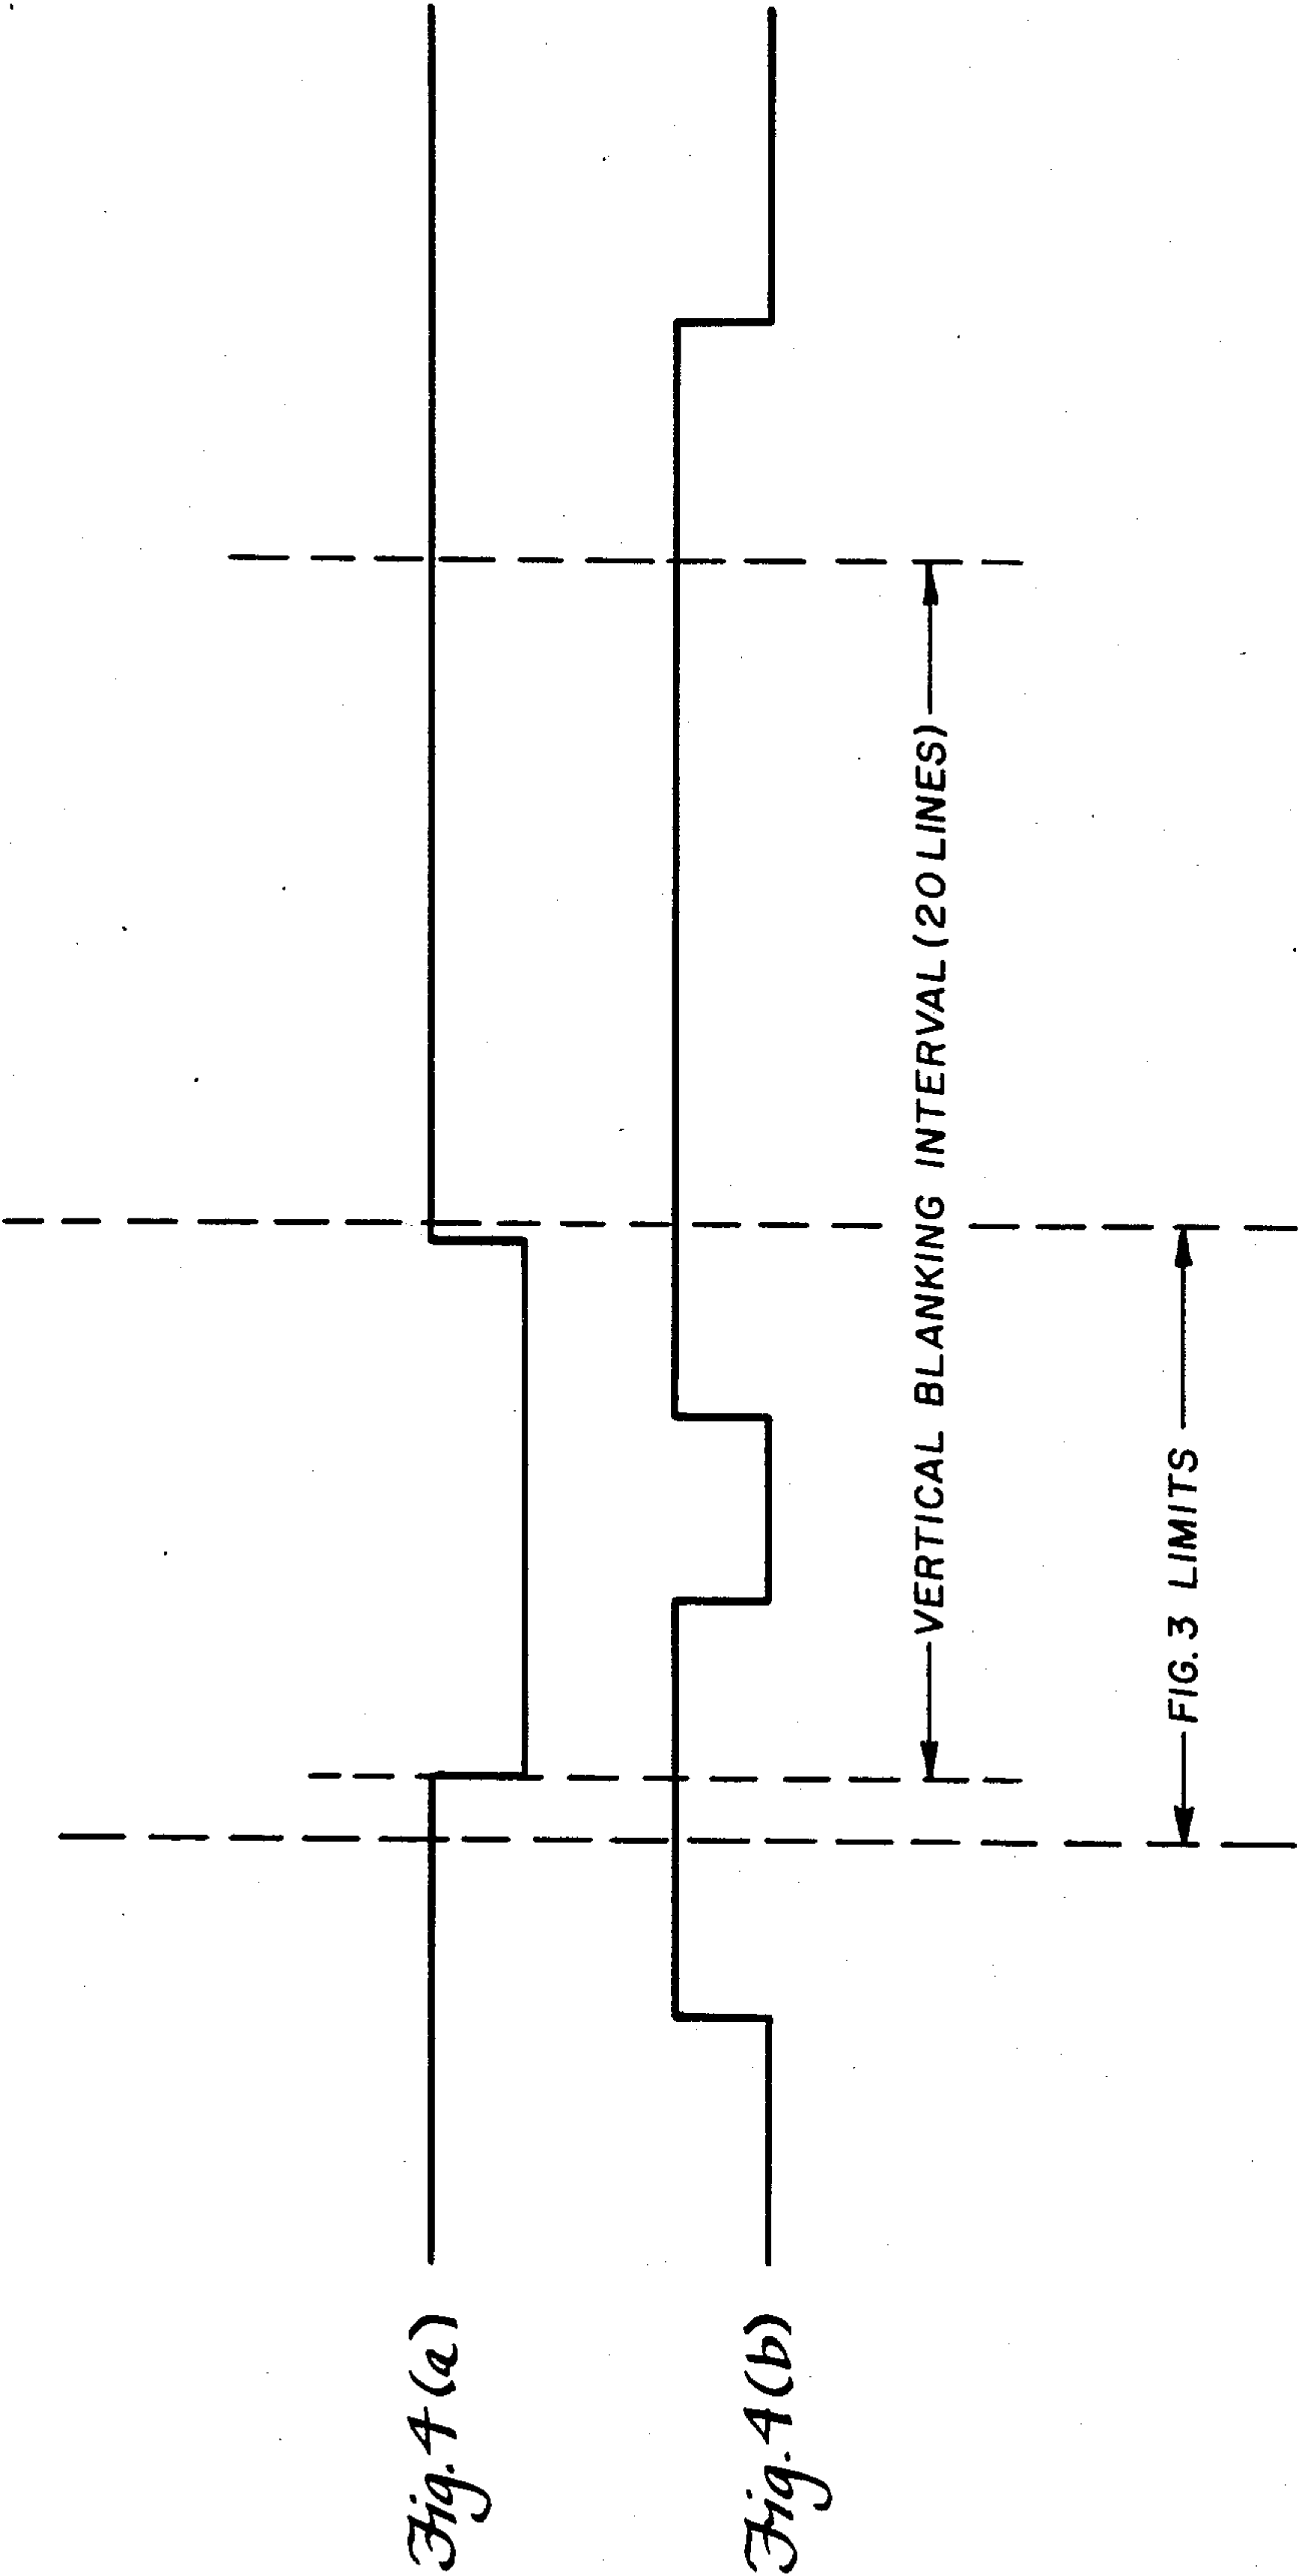 Fig. 4(a)
Fig. 4(b)
VERTICAL BLANKING INTERVAL (20 LINES)
FIG. 3 LIMITS